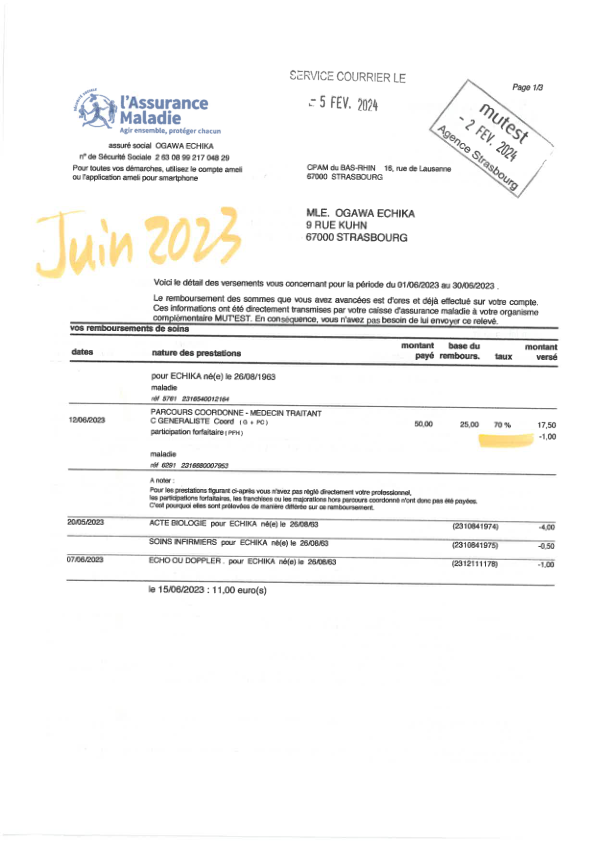 SERVICE COURRIER LE
- 5 FEV. 2024
Page 1/3
mutest
- 2 FEV. 2024
Agence Strasbourg
SÉCURITÉ SOCIALE
l'Assurance
Maladie
Agir ensemble, protéger chacun
assuré social OGAWA ECHIKA
n° de Sécurité Sociale 2 63 08 99 217 048 29
Pour toutes vos démarches, utilisez le compte ameli
ou l'application ameli pour smartphone
CPAM du BAS-RHIN 16, rue de Lausanne
67000 STRASBOURG
MLE. OGAWA ECHIKA
9 RUE KUHN
67000 STRASBOURG
Juin 2023
Voici le détail des versements vous concernant pour la période du 01/06/2023 au 30/06/2023 .
Le remboursement des sommes que vous avez avancées est d'ores et déjà effectué sur votre compte.
Ces informations ont été directement transmises par votre caisse d'assurance maladie à votre organisme
complémentaire MUT'EST. En conséquence, vous n'avez pas besoin de lui envoyer ce relevé.
vos remboursements de soins
dates nature des prestations montant payé base du rembours. taux montant versé
pour ECHIKA né(e) le 26/08/1963
maladie
réf 8761 2316540012164
12/06/2023 PARCOURS COORDONNE - MEDECIN TRAITANT
C GENERALISTE Coord ( G + PC ) 50,00 25,00 70 % 17,50
participation forfaitaire ( PFH ) -1,00
maladie
réf 6291 2316680007953
A noter :
Pour les prestations figurant ci-après vous n'avez pas réglé directement votre professionnel,
les participations forfaitaires, les franchises ou les majorations hors parcours coordonné n'ont donc pas été payées.
C'est pourquoi elles sont prélevées de manière différée sur ce remboursement.
20/05/2023 ACTE BIOLOGIE pour ECHIKA né(e) le 26/08/63 (2310841974) -4,00
SOINS INFIRMIERS pour ECHIKA né(e) le 26/08/63 (2310841975) -0,50
07/06/2023 ECHO OU DOPPLER . pour ECHIKA né(e) le 26/08/63 (2312111178) -1,00
le 15/06/2023 : 11,00 euro(s)